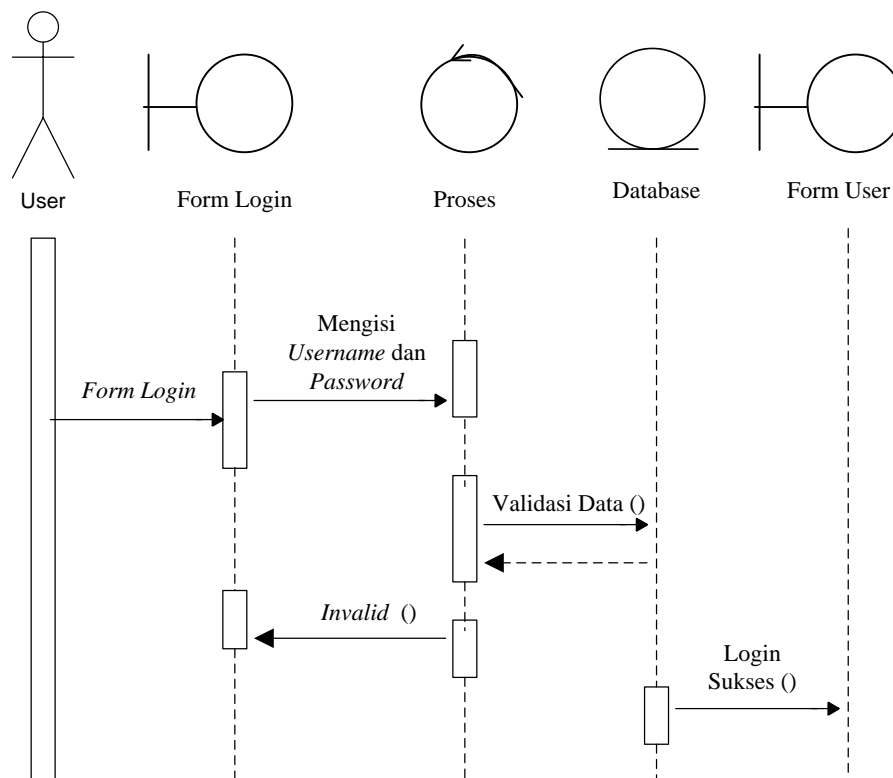 User
Form Login
Proses
Database
Form User
Mengisi
Username dan
Password
Form Login
Validasi Data ()
Invalid ()
Login
Sukses ()